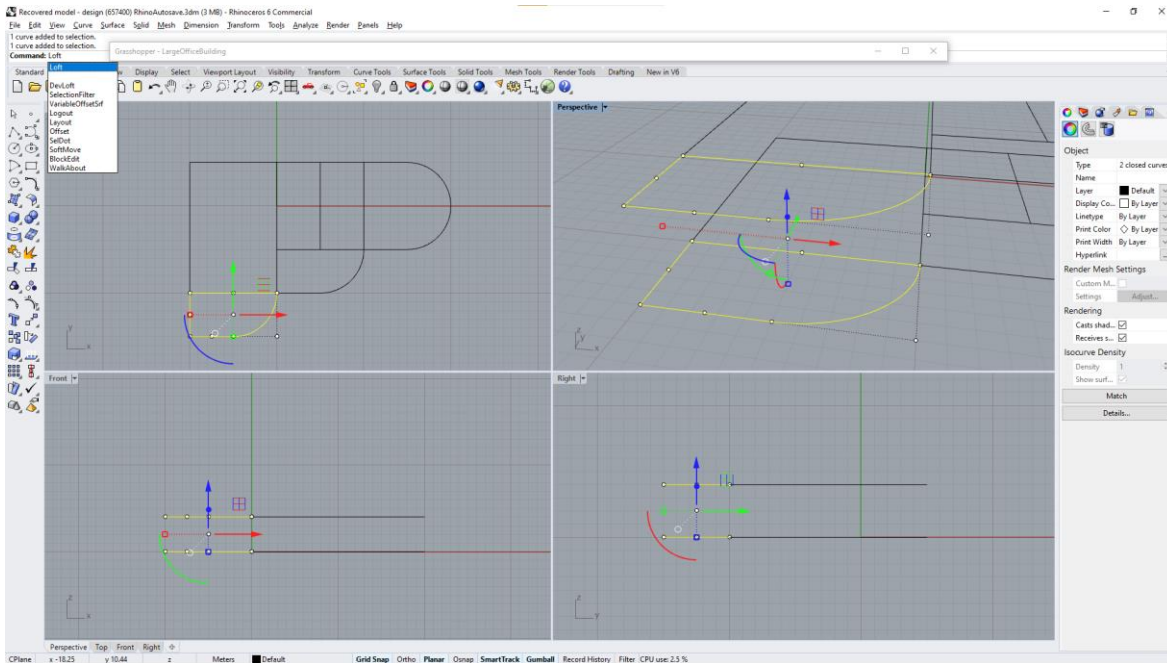 Recovered model - design (657400) RhinoAutosave.3dm (3 MB) - Rhinoceros 6 Commercial
File Edit View Curve Surface Solid Mesh Dimension Transform Tools Analyze Render Panels Help
1 curve added to selection.
1 curve added to selection.
Command: Loft
Grasshopper - LargeOfficeBuilding
Standard Display Select Viewport Layout Visibility Transform Curve Tools Surface Tools Solid Tools Mesh Tools Render Tools Drafting New in V6
Loft
DevLoft
SelectionFilter
VariableOffsetSrf
Logout
Layout
Offset
SelDot
SoftMove
BlockEdit
WalkAbout
Perspective
y
x
z
y
x
Front
z
x
Right
z
y
Object
Type 2 closed curves
Name
Layer Default
Display Co... By Layer
Linetype By Layer
Print Color By Layer
Print Width By Layer
Hyperlink
Render Mesh Settings
Custom M...
Settings Adjust...
Rendering
Casts shad...
Receives s...
Isocurve Density
Density 1
Show surf...
Match
Details...
Perspective Top Front Right
CPlane x -18.25 y 10.44 z Meters Default Grid Snap Ortho Planar Osnap SmartTrack Gumball Record History Filter CPU use: 2.5 %